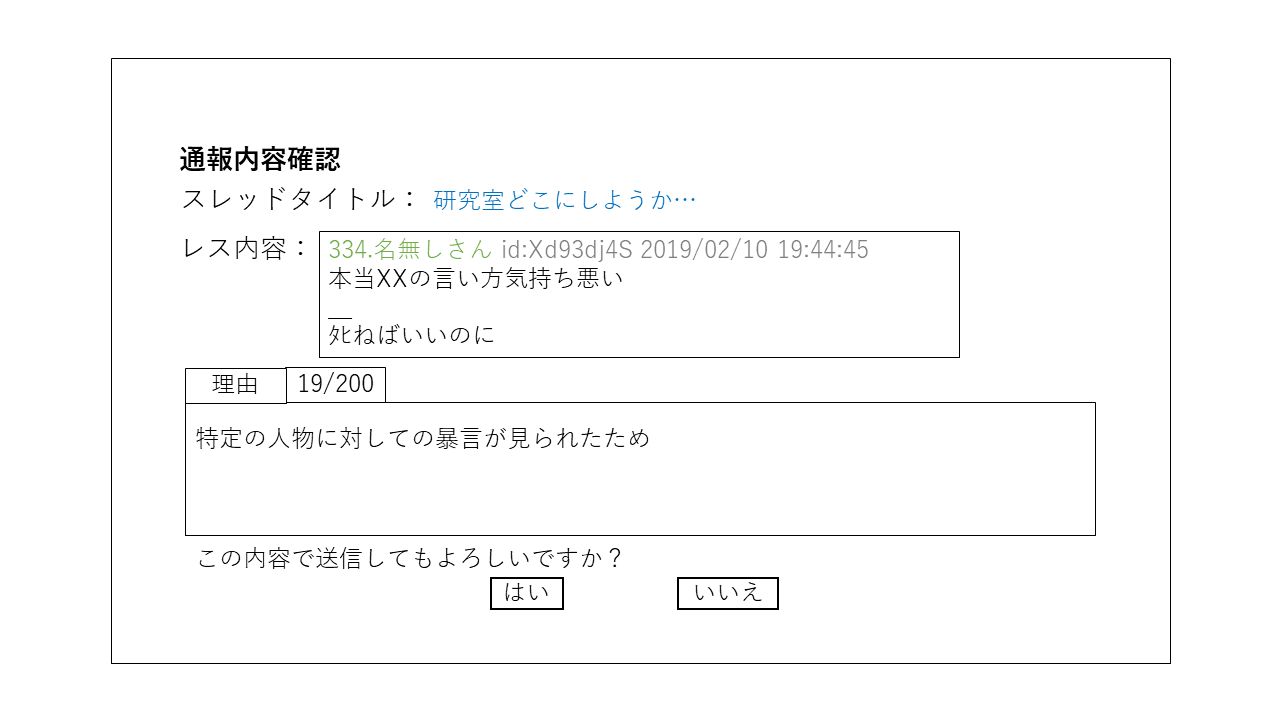 通報内容確認
スレッドタイトル： 研究室どこにしようか…
レス内容： 334.名無しさん id:Xd93dj4S 2019/02/10 19:44:45
本当XXの言い方気持ち悪い
__
ﾀﾋねばいいのに
理由 19/200
特定の人物に対しての暴言が見られたため
この内容で送信してもよろしいですか？
はい いいえ